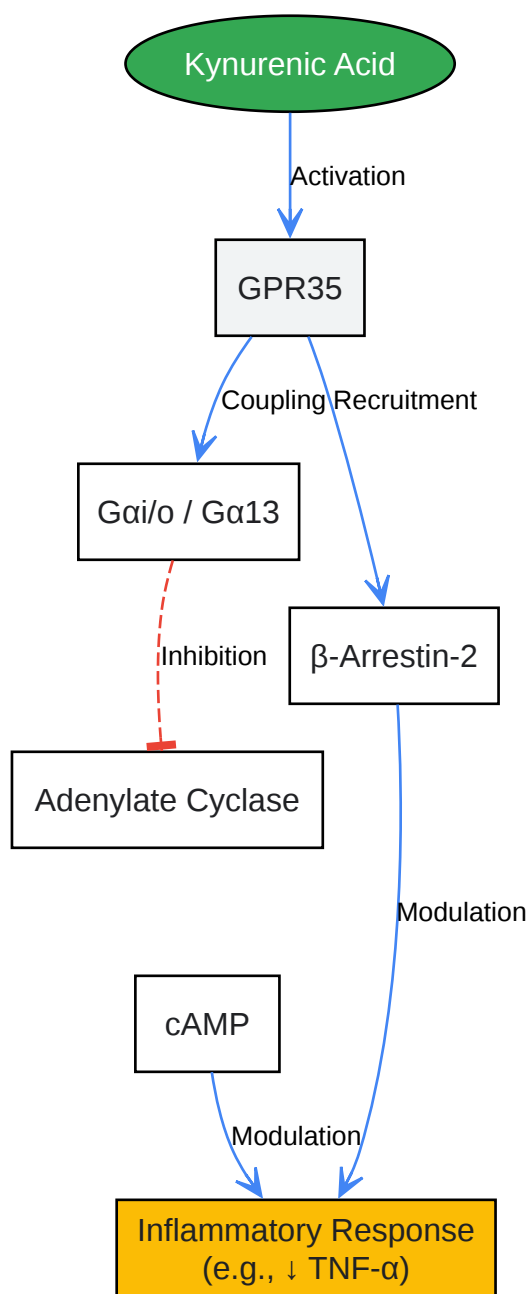 Kynurenic Acid
Activation
GPR35
Coupling
Recruitment
Gαi/o / Gα13
Inhibition
β-Arrestin-2
Adenylate Cyclase
Modulation
cAMP
Modulation
Inflammatory Response
(e.g., ↓ TNF-α)